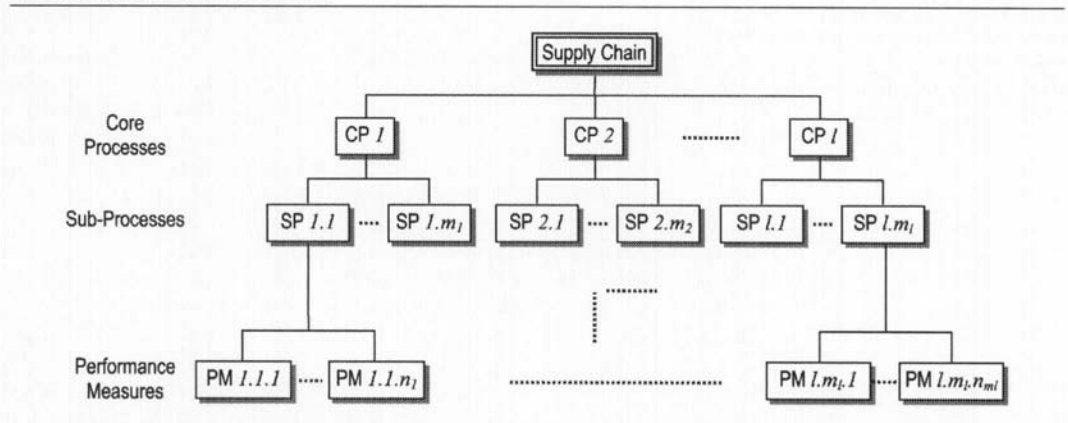 Supply Chain
Core
Processes
CP 1
CP 2
CP l
Sub-Processes
SP 1.1
SP 1.m₁
SP 2.1
SP 2.m₂
SP l.1
SP l.mₗ
Performance
Measures
PM 1.1.1
PM 1.1.n₁
PM l.mₗ.1
PM l.mₗ.nₘₗ